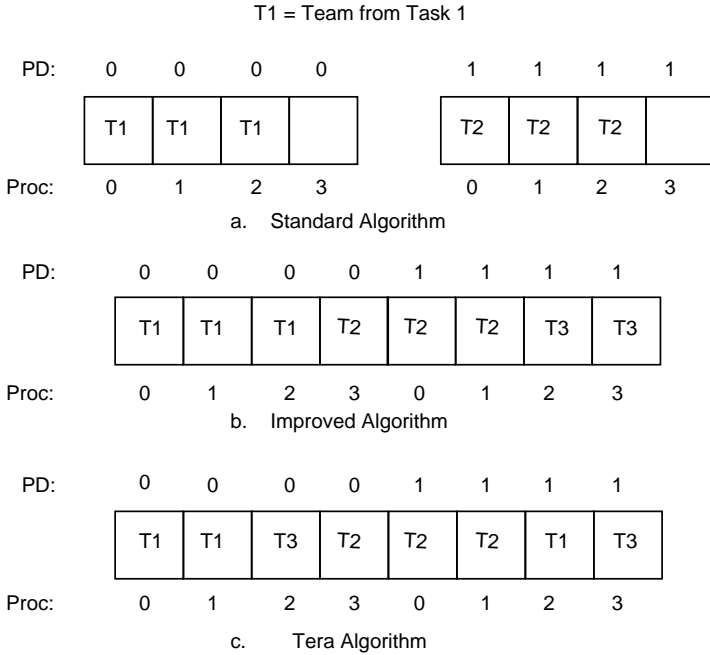 T1 = Team from Task 1
PD: 0 0 0 0 1 1 1 1
T1 T1 T1 T2 T2 T2
Proc: 0 1 2 3 0 1 2 3
a. Standard Algorithm
PD: 0 0 0 0 1 1 1 1
T1 T1 T1 T2 T2 T2 T3 T3
Proc: 0 1 2 3 0 1 2 3
b. Improved Algorithm
PD: 0 0 0 0 1 1 1 1
T1 T1 T3 T2 T2 T2 T1 T3
Proc: 0 1 2 3 0 1 2 3
c. Tera Algorithm